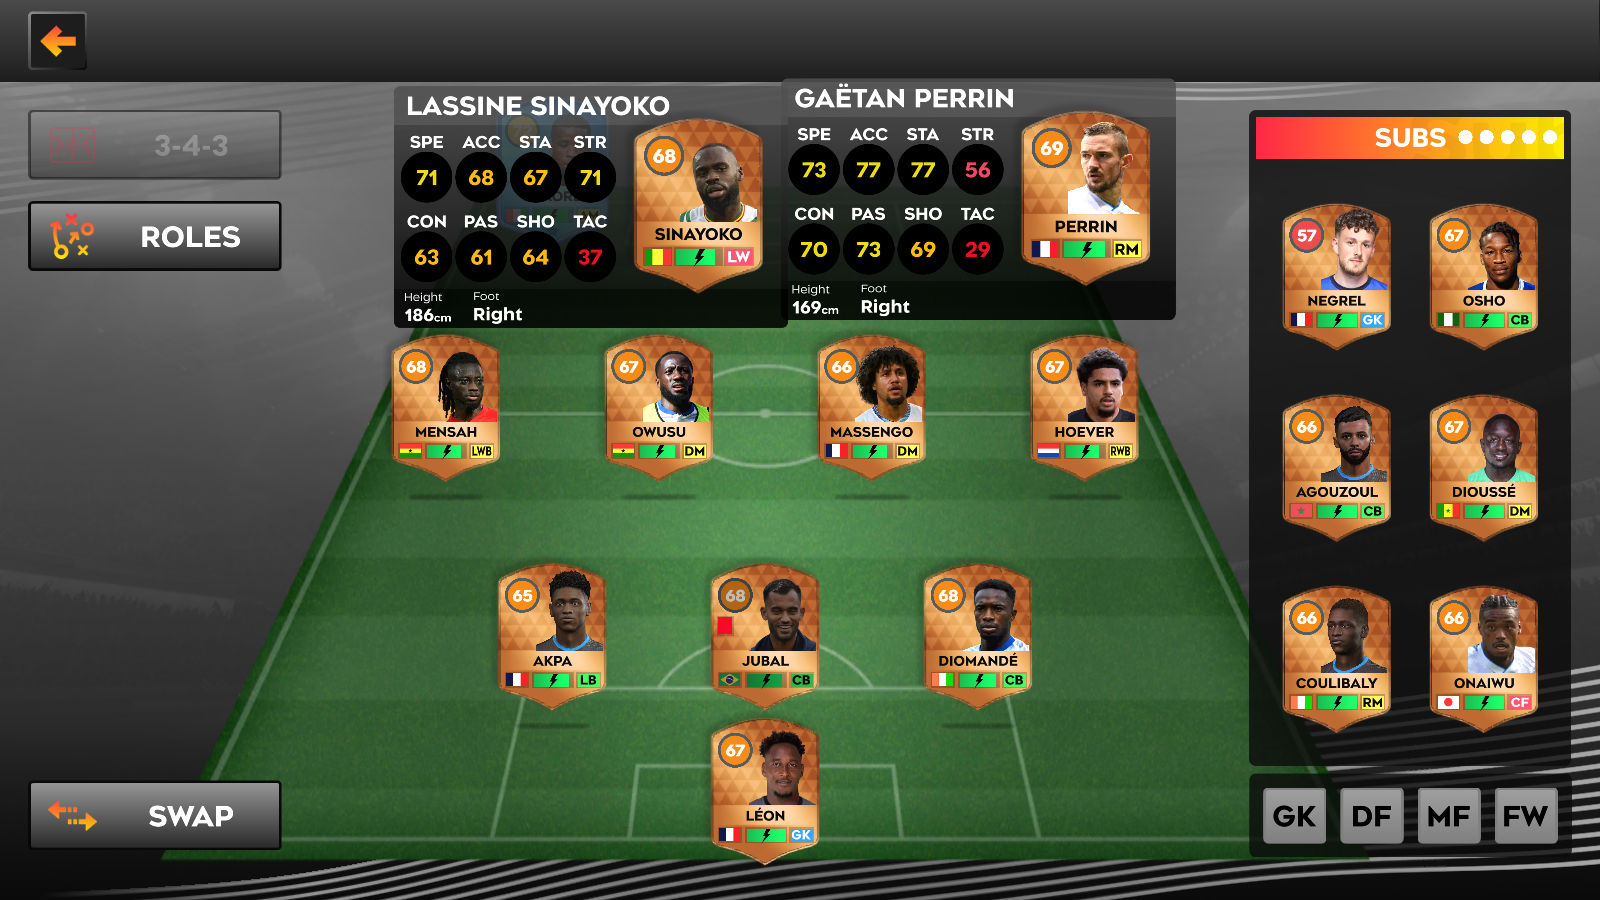 3-4-3
ROLES
SWAP
LASSINE SINAYOKO
SPE ACC STA STR
71 68 67 71
CON PAS SHO TAC
63 61 64 37
Height Foot
186cm Right
68
SINAYOKO
LW
GAËTAN PERRIN
SPE ACC STA STR
73 77 77 56
CON PAS SHO TAC
70 73 69 29
Height Foot
169cm Right
69
PERRIN
RM
68
MENSAH
LWB
67
OWUSU
DM
66
MASSENGO
DM
67
HOEVER
RWB
65
AKPA
LB
68
JUBAL
CB
68
DIOMANDÉ
CB
67
LÉON
GK
SUBS
57
NEGREL
GK
67
OSHO
CB
66
AGOUZOUL
CB
67
DIOUSSÉ
DM
66
COULIBALY
RM
66
ONAIWU
CF
GK DF MF FW